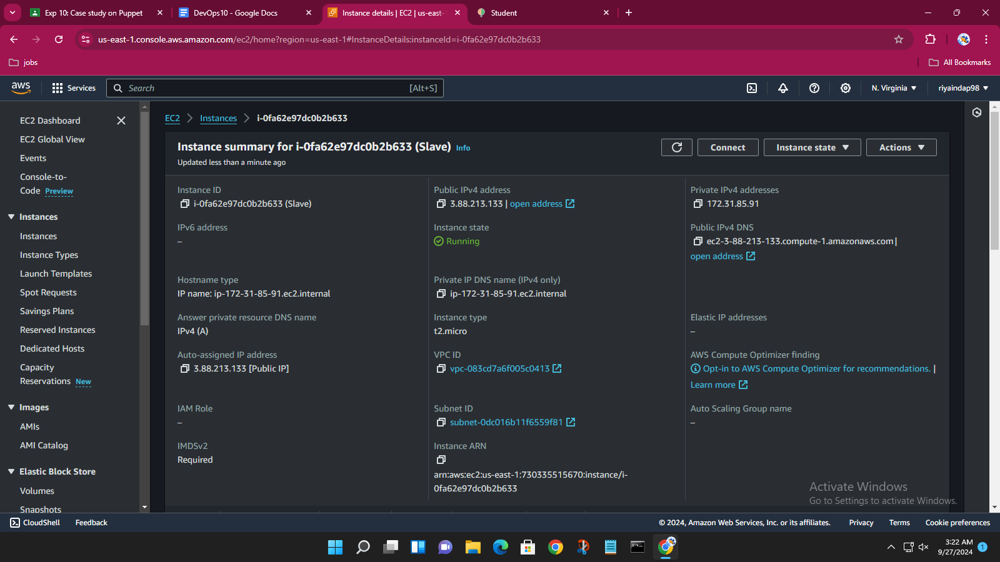 Exp 10: Case study on Puppet
DevOps10 - Google Docs
Instance details | EC2 | us-east-
Student
us-east-1.console.aws.amazon.com/ec2/home?region=us-east-1#InstanceDetails:instanceId=i-0fa62e97dc0b2b633
jobs
All Bookmarks
aws
Services
Search
[Alt+S]
N. Virginia
riyaindap98
EC2 Dashboard
EC2 Global View
Events
Console-to-
Code Preview
Instances
Instances
Instance Types
Launch Templates
Spot Requests
Savings Plans
Reserved Instances
Dedicated Hosts
Capacity
Reservations New
Images
AMIs
AMI Catalog
Elastic Block Store
Volumes
Snapshots
EC2
Instances
i-0fa62e97dc0b2b633
Instance summary for i-0fa62e97dc0b2b633 (Slave) Info
Updated less than a minute ago
Connect
Instance state
Actions
Instance ID
i-0fa62e97dc0b2b633 (Slave)
Public IPv4 address
3.88.213.133 | open address
Private IPv4 addresses
172.31.85.91
IPv6 address
–
Instance state
Running
Public IPv4 DNS
ec2-3-88-213-133.compute-1.amazonaws.com |
open address
Hostname type
IP name: ip-172-31-85-91.ec2.internal
Private IP DNS name (IPv4 only)
ip-172-31-85-91.ec2.internal
Answer private resource DNS name
IPv4 (A)
Instance type
t2.micro
Elastic IP addresses
–
Auto-assigned IP address
3.88.213.133 [Public IP]
VPC ID
vpc-083cd7a6f005c0413
AWS Compute Optimizer finding
Opt-in to AWS Compute Optimizer for recommendations. |
Learn more
IAM Role
–
Subnet ID
subnet-0dc016b11f6559f81
Auto Scaling Group name
–
IMDSv2
Required
Instance ARN
arn:aws:ec2:us-east-1:730335515670:instance/i-
0fa62e97dc0b2b633
Activate Windows
Go to Settings to activate Windows.
CloudShell
Feedback
© 2024, Amazon Web Services, Inc. or its affiliates.
Privacy
Terms
Cookie preferences
3:22 AM
9/27/2024
1